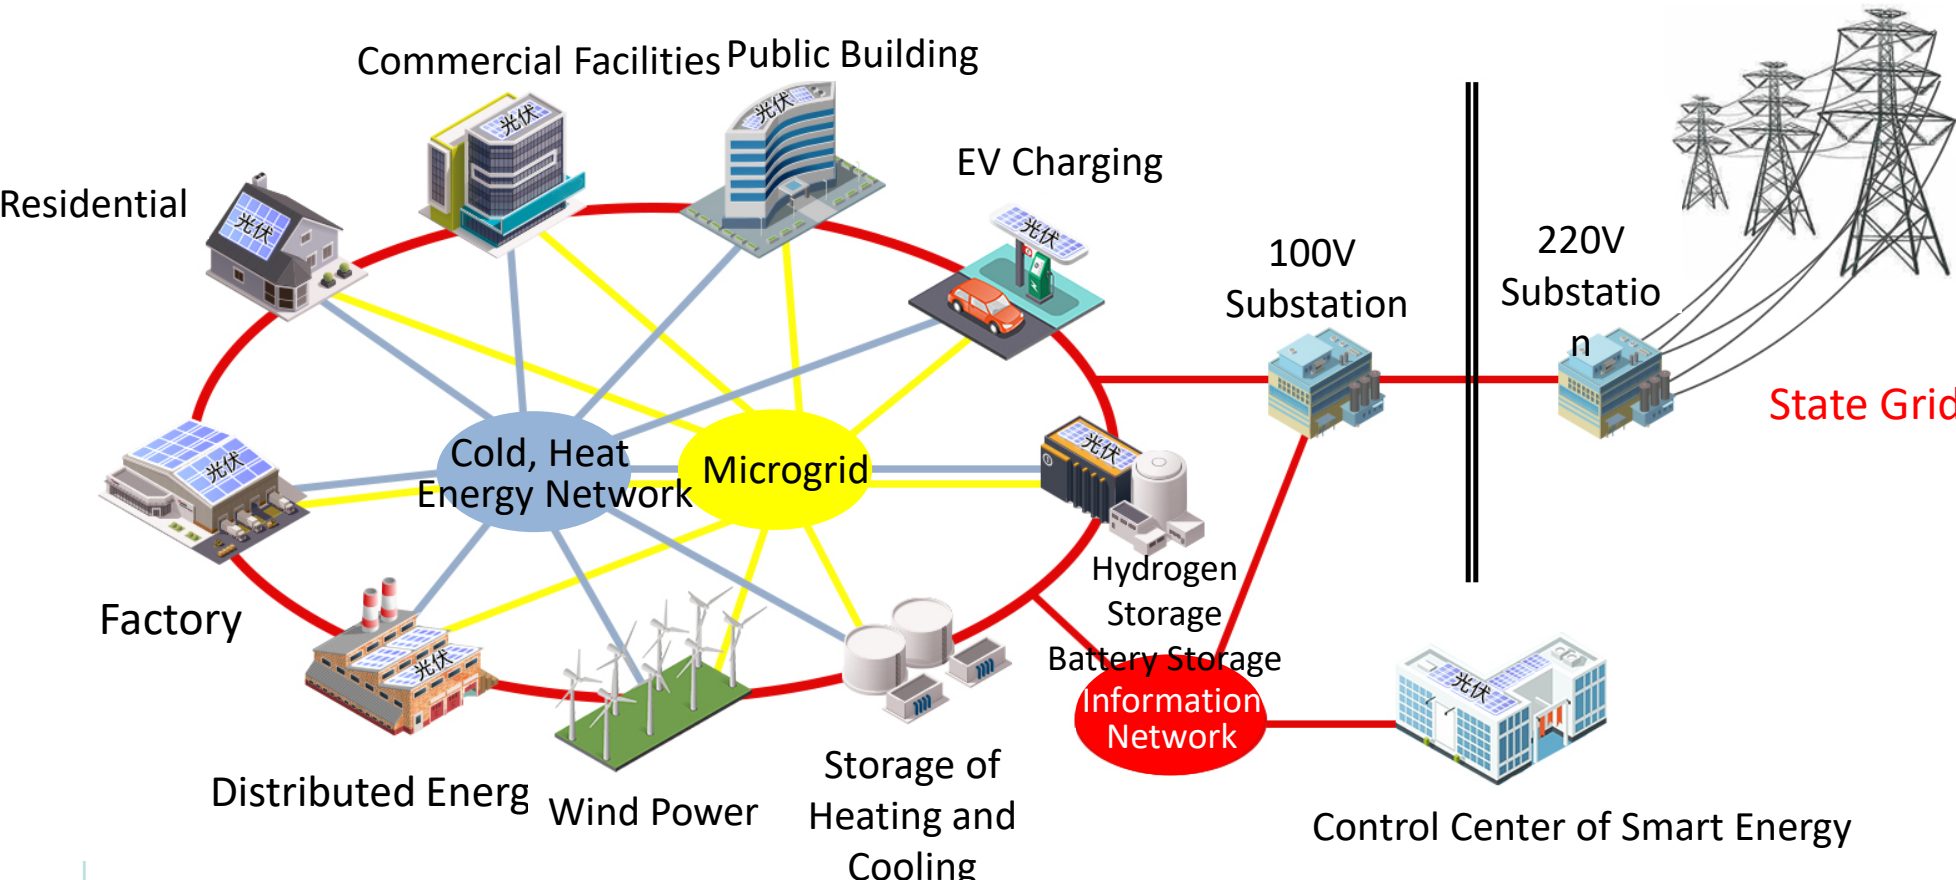 Commercial Facilities
Public Building
光伏
光伏
EV Charging
Residential
光伏
光伏
100V
Substation
220V
Substatio
n
State Grid
Cold, Heat
Energy Network
Microgrid
光伏
光伏
Hydrogen
Storage
Battery Storage
Factory
光伏
Information
Network
光伏
Distributed Energ
Wind Power
Storage of
Heating and
Cooling
Control Center of Smart Energy